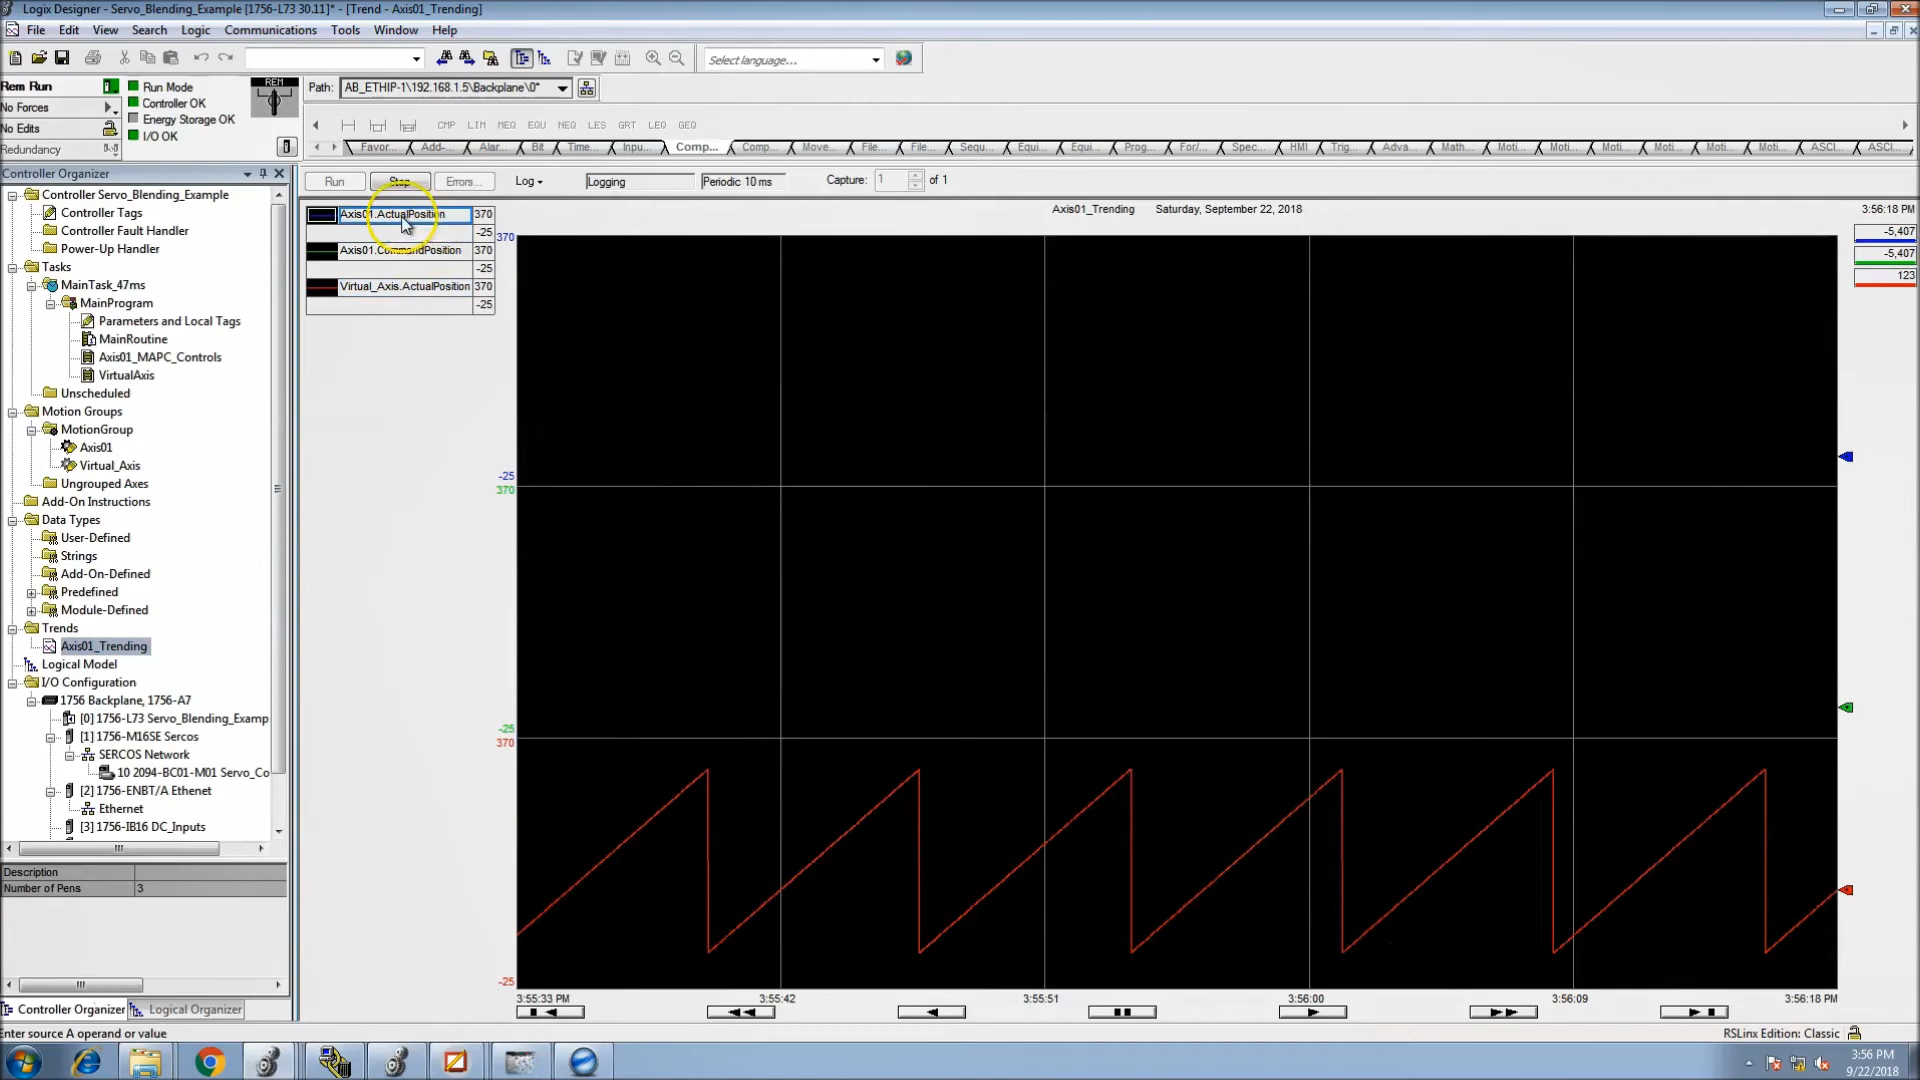 Logix Designer - Servo_Blending_Example [1756-L73 30.11]* - [Trend - Axis01_Trending]
File Edit View Search Logic Communications Tools Window Help
Select language...
Rem Run
No Forces
No Edits
Redundancy
Run Mode
Controller OK
Energy Storage OK
I/O OK
REM
Path: AB_ETHIP-1\192.168.1.5\Backplane\0*
CMP LIM MEQ EQU NEQ LES GRT LEQ GEQ
Favor... Add-... Alar... Bit Time... Inpu... Comp... Comp... Move... File... File... Sequ... Equi... Equi... Prog... For/... Spec... HMI Trig... Adva... Math... Moti... Moti... Moti... Moti... Moti... ASCI... ASCI...
Controller Organizer
Controller Servo_Blending_Example
Controller Tags
Controller Fault Handler
Power-Up Handler
Tasks
MainTask_47ms
MainProgram
Parameters and Local Tags
MainRoutine
Axis01_MAPC_Controls
VirtualAxis
Unscheduled
Motion Groups
MotionGroup
Axis01
Virtual_Axis
Ungrouped Axes
Add-On Instructions
Data Types
User-Defined
Strings
Add-On-Defined
Predefined
Module-Defined
Trends
Axis01_Trending
Logical Model
I/O Configuration
1756 Backplane, 1756-A7
[0] 1756-L73 Servo_Blending_Examp
[1] 1756-M16SE Sercos
SERCOS Network
10 2094-BC01-M01 Servo_Co
[2] 1756-ENBT/A Ethenet
Ethernet
[3] 1756-IB16 DC_Inputs
Description
Number of Pens 3
Controller Organizer Logical Organizer
Enter source A operand or value
Run Stop Errors... Log Logging Periodic 10 ms Capture: 1 of 1
Axis01.ActualPosition 370
-25
Axis01.CommandPosition 370
-25
Virtual_Axis.ActualPosition 370
-25
Axis01_Trending Saturday, September 22, 2018
3:56:18 PM
-5,407
-5,407
123
370
-25
370
-25
370
-25
3:55:33 PM 3:55:42 3:55:51 3:56:00 3:56:09 3:56:18 PM
RSLinx Edition: Classic
3:56 PM
9/22/2018